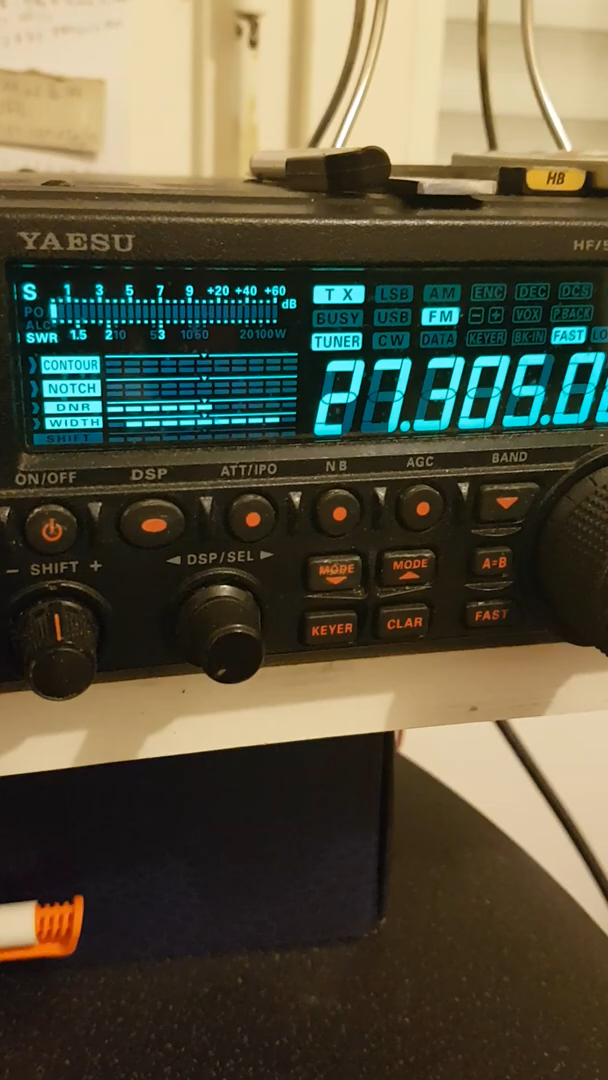 HB
YAESU
HF/5
S 1 3 5 7 9 +20 +40 +60 dB
PO
ALC
SWR 1.5 2 10 3 50 10 20 100W
TX LSB AM ENC DEC DCS
BUSY USB FM - + VOX P.BACK
TUNER CW DATA KEYER BK-IN FAST LO
CONTOUR
NOTCH
DNR
WIDTH
SHIFT
27.305.0
ON/OFF DSP ATT/IPO NB AGC BAND
- SHIFT + ◄ DSP/SEL ► MODE MODE A=B
KEYER CLAR FAST